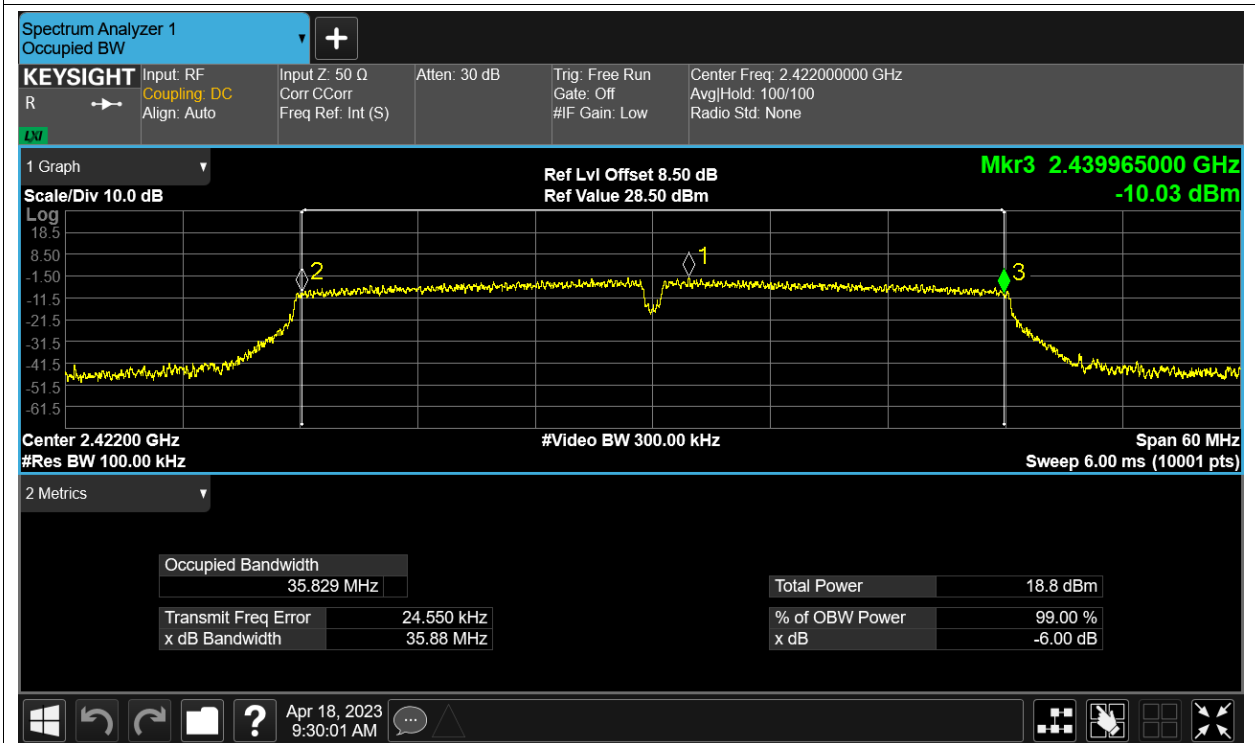 Spectrum Analyzer 1
Occupied BW
KEYSIGHT Input: RF Input Z: 50 Ω Atten: 30 dB Trig: Free Run Center Freq: 2.422000000 GHz
R Coupling: DC Corr CCorr Gate: Off Avg|Hold: 100/100
Align: Auto Freq Ref: Int (S) #IF Gain: Low Radio Std: None
LXI
1 Graph Ref Lvl Offset 8.50 dB Mkr3 2.439965000 GHz
Scale/Div 10.0 dB Ref Value 28.50 dBm -10.03 dBm
Log
18.5
8.50
-1.50
-11.5
-21.5
-31.5
-41.5
-51.5
-61.5
2 1 3
Center 2.42200 GHz #Video BW 300.00 kHz Span 60 MHz
#Res BW 100.00 kHz Sweep 6.00 ms (10001 pts)
2 Metrics
Occupied Bandwidth
35.829 MHz Total Power 18.8 dBm
Transmit Freq Error 24.550 kHz % of OBW Power 99.00 %
x dB Bandwidth 35.88 MHz x dB -6.00 dB
? Apr 18, 2023
9:30:01 AM